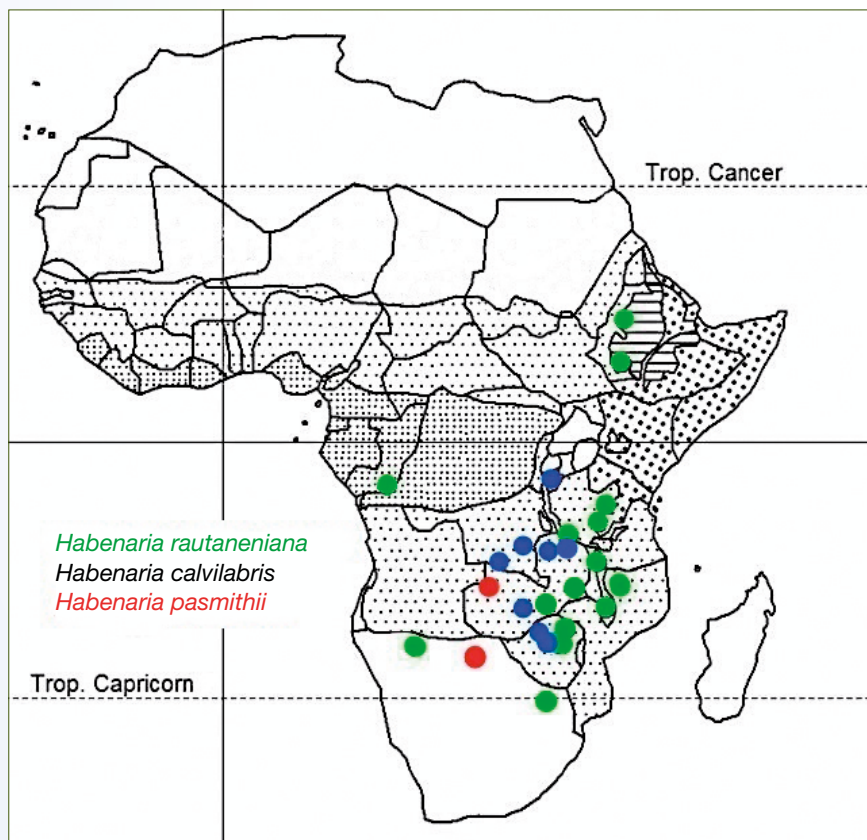 Trop. Cancer
Habenaria rautaneniana
Habenaria calvilabris
Habenaria pasmithii
Trop. Capricorn